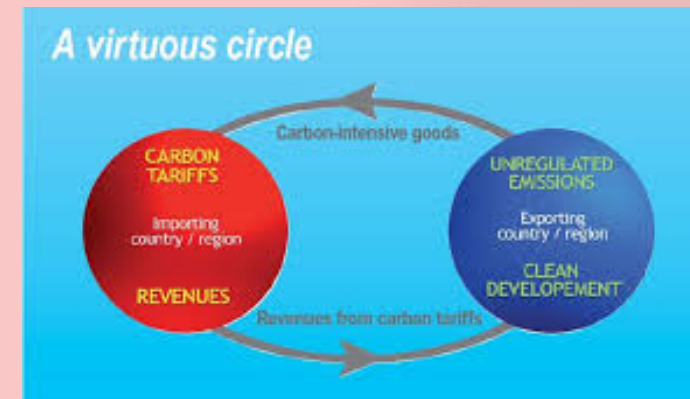 A virtuous circle
Carbon-intensive goods
CARBON
TARIFFS
Importing
country / region
REVENUES
UNREGULATED
EMISSIONS
Exporting
country / region
CLEAN
DEVELOPEMENT
Revenues from carbon tariffs